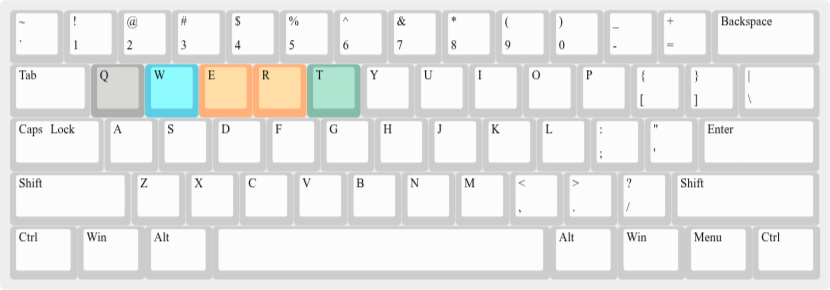 ~ ! @ # $ % ^ & * ( ) _ + Backspace
` 1 2 3 4 5 6 7 8 9 0 - =
Tab Q W E R T Y U I O P { } |
[ ] \
Caps Lock A S D F G H J K L : " Enter
; '
Shift Z X C V B N M < > ? Shift
, . /
Ctrl Win Alt Alt Win Menu Ctrl